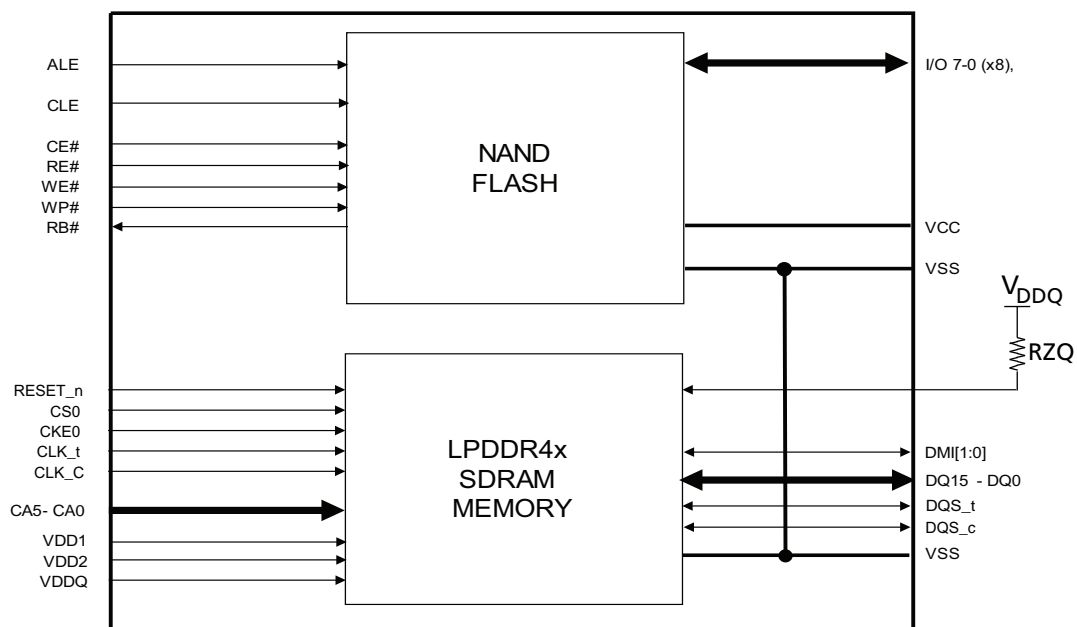 ALE
CLE
CE#
RE#
WE#
WP#
RB#
NAND
FLASH
I/O 7-0 (x8),
VCC
VSS
VDDQ
RZQ
RESET_n
CS0
CKE0
CLK_t
CLK_C
CA5- CA0
VDD1
VDD2
VDDQ
LPDDR4x
SDRAM
MEMORY
DMI[1:0]
DQ15 - DQ0
DQS_t
DQS_c
VSS